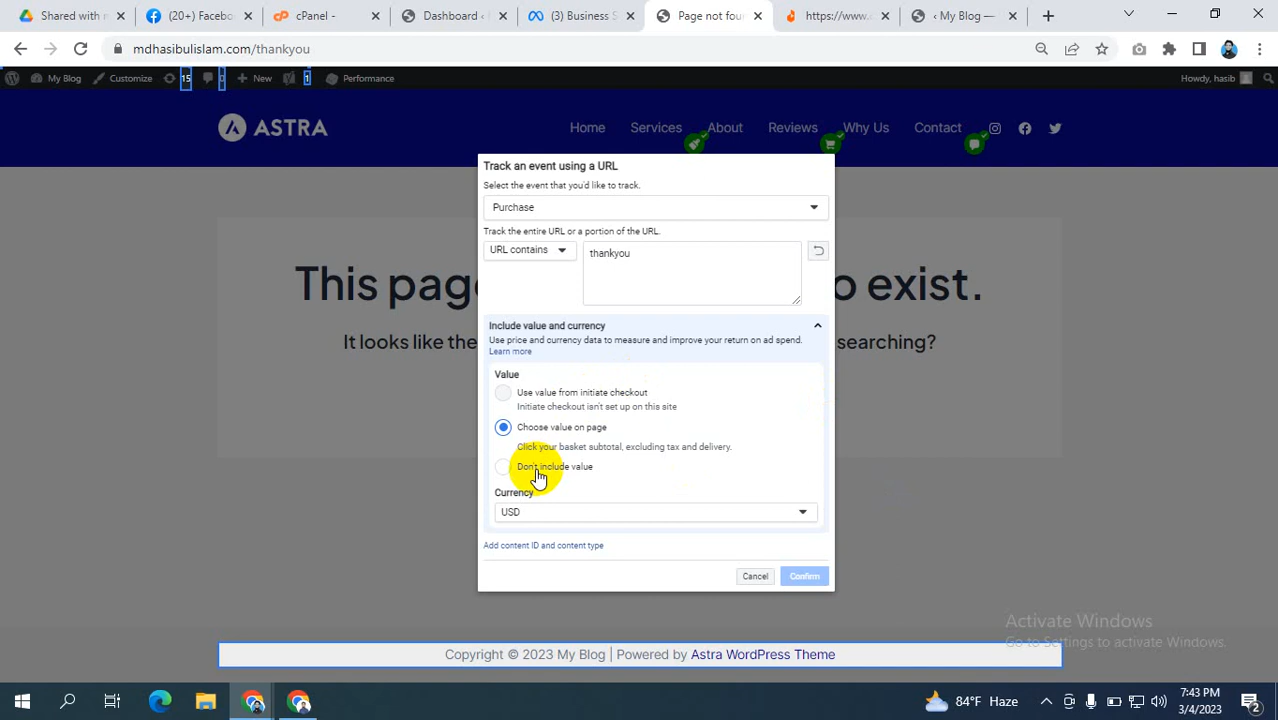 Shared with m
(20+) Facebo
cPanel -
Dashboard ‹
(3) Business S
Page not fou
https://www.c
‹ My Blog —
mdhasibulislam.com/thankyou
My Blog
Customize
15
New
1
Performance
Howdy, hasib
ASTRA
Home
Services
About
Reviews
Why Us
Contact
Track an event using a URL
Select the event that you'd like to track.
Purchase
Track the entire URL or a portion of the URL.
URL contains
thankyou
This pag
o exist.
It looks like the
searching?
Include value and currency
Use price and currency data to measure and improve your return on ad spend.
Learn more
Value
Use value from initiate checkout
Initiate checkout isn't set up on this site
Choose value on page
Click your basket subtotal, excluding tax and delivery.
Don't include value
Currency
USD
Add content ID and content type
Cancel
Confirm
Activate Windows
Go to Settings to activate Windows.
Copyright © 2023 My Blog | Powered by Astra WordPress Theme
84°F Haze
7:43 PM
3/4/2023
2